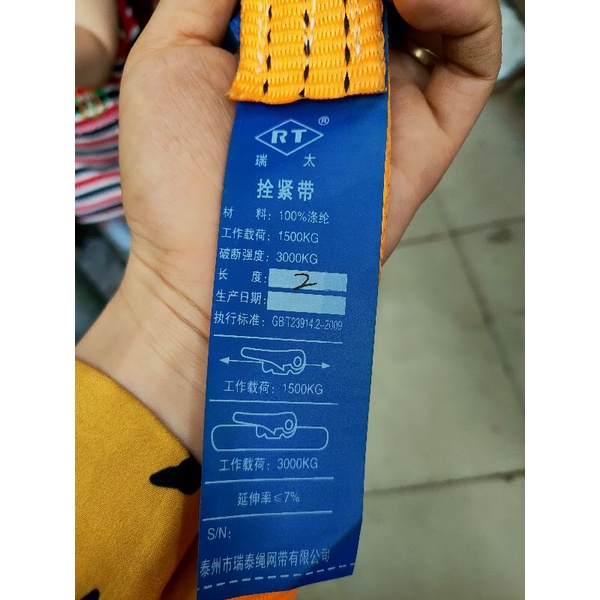 RT®
瑞 太
拴紧带
材 料：100%涤纶
工作载荷：1500KG
破断强度：3000KG
长 度：2
生产日期：
执行标准：GB/T23914.2-2009
工作载荷：1500KG
工作载荷：3000KG
延伸率≤7%
S/N:
泰州市瑞泰绳网带有限公司